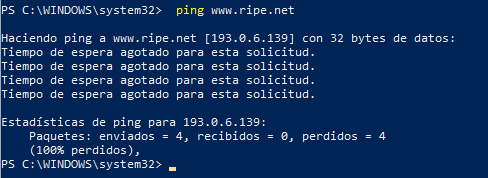 PS C:\WINDOWS\system32>  ping www.ripe.net
Haciendo ping a www.ripe.net [193.0.6.139] con 32 bytes de datos:
Tiempo de espera agotado para esta solicitud.
Tiempo de espera agotado para esta solicitud.
Tiempo de espera agotado para esta solicitud.
Tiempo de espera agotado para esta solicitud.
Estadísticas de ping para 193.0.6.139:
    Paquetes: enviados = 4, recibidos = 0, perdidos = 4
    (100% perdidos),
PS C:\WINDOWS\system32>